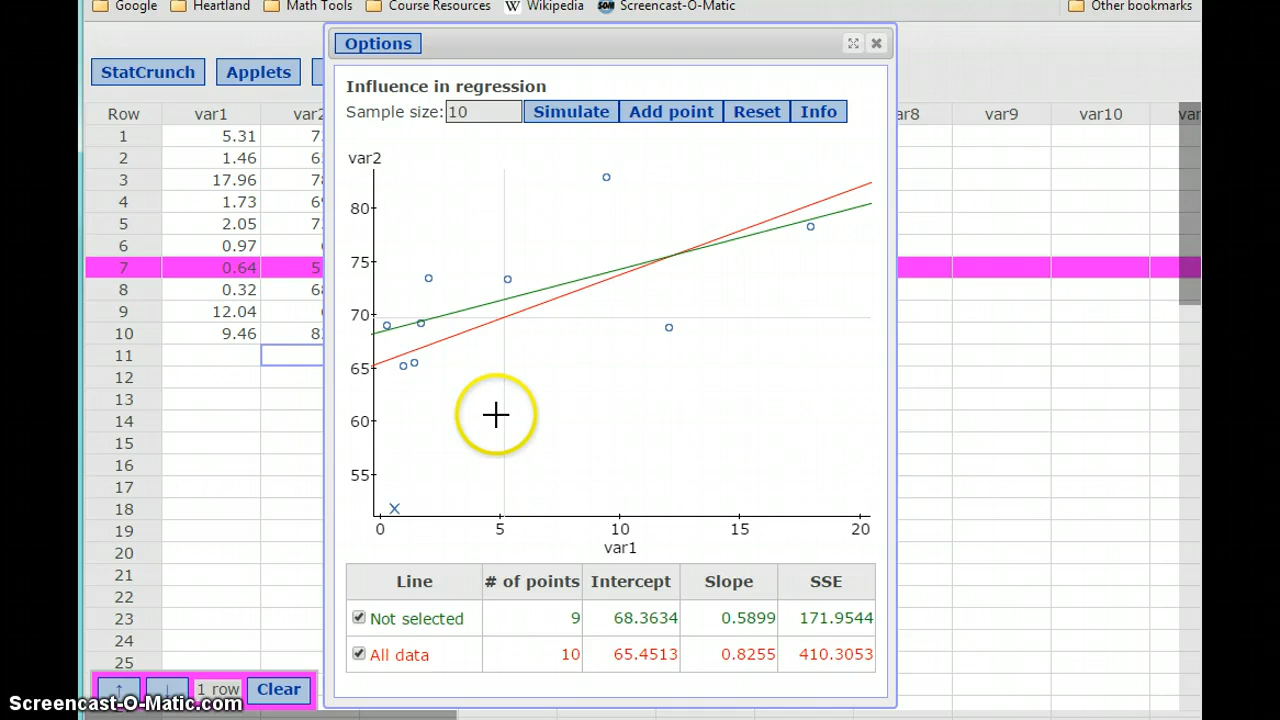 Google Heartland Math Tools Course Resources W Wikipedia SOM Screencast-O-Matic Other bookmarks
Options
StatCrunch Applets
Influence in regression
Sample size: 10 Simulate Add point Reset Info
Row var1 var2 var8 var9 var10
1 5.31
2 1.46
3 17.96
4 1.73
5 2.05
6 0.97
7 0.64
8 0.32
9 12.04
10 9.46
11
12
13
14
15
16
17
18
19
20
21
22
23
24
25
var2
80
75
70
65
60
55
0 5 10 15 20
var1
Line # of points Intercept Slope SSE
Not selected 9 68.3634 0.5899 171.9544
All data 10 65.4513 0.8255 410.3053
↑ ↓ 1 row Clear
Screencast-O-Matic.com